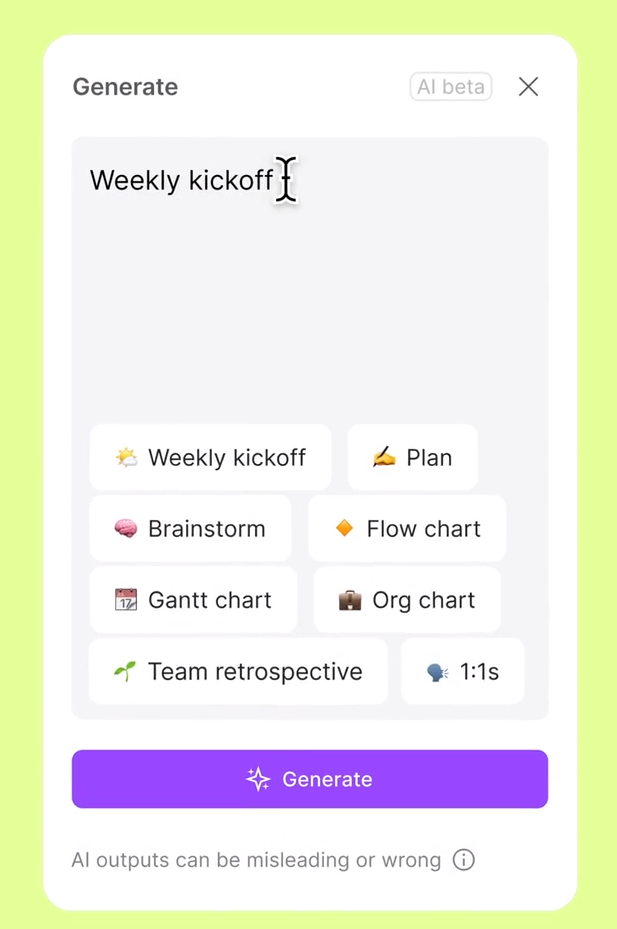 Generate AI beta
Weekly kickoff
Weekly kickoff Plan
Brainstorm Flow chart
Gantt chart Org chart
Team retrospective 1:1s
Generate
AI outputs can be misleading or wrong